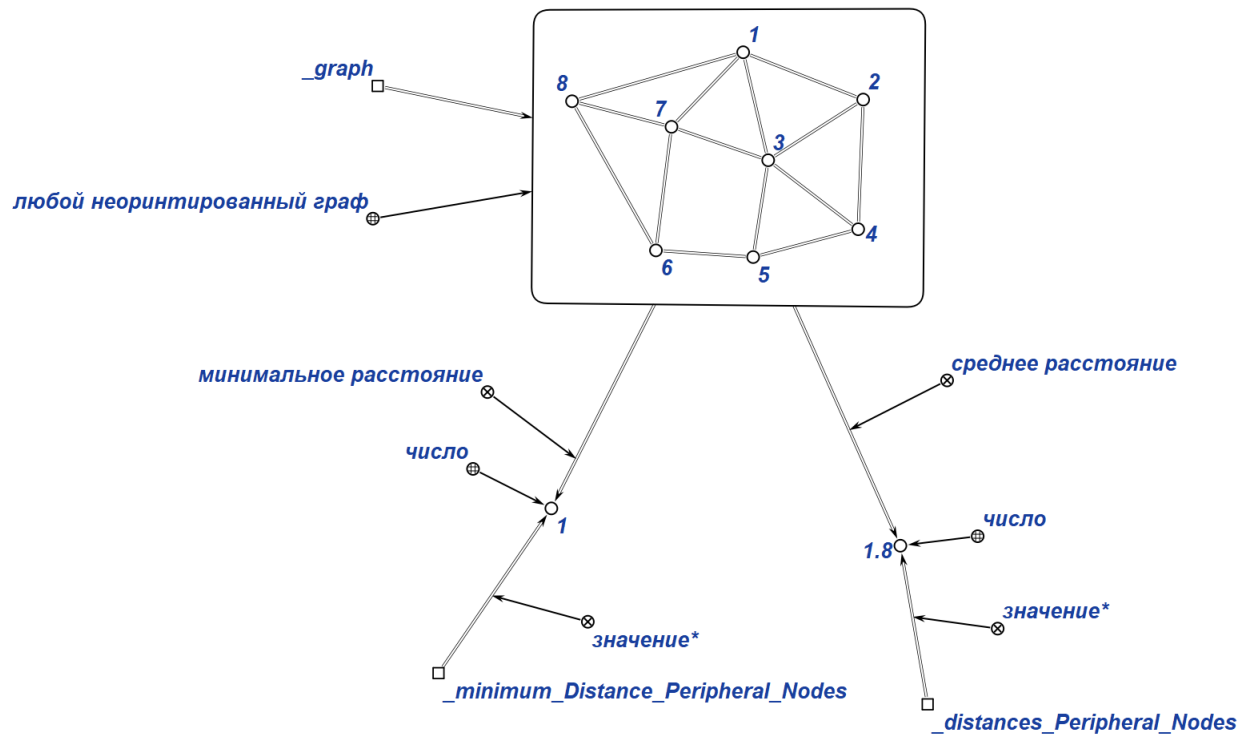 1
_graph
8
2
7
3
любой неоринтированный граф
4
6
5
среднее расстояние
минимальное расстояние
число
число
1
1.8
значение*
значение*
_minimum_Distance_Peripheral_Nodes
_distances_Peripheral_Nodes